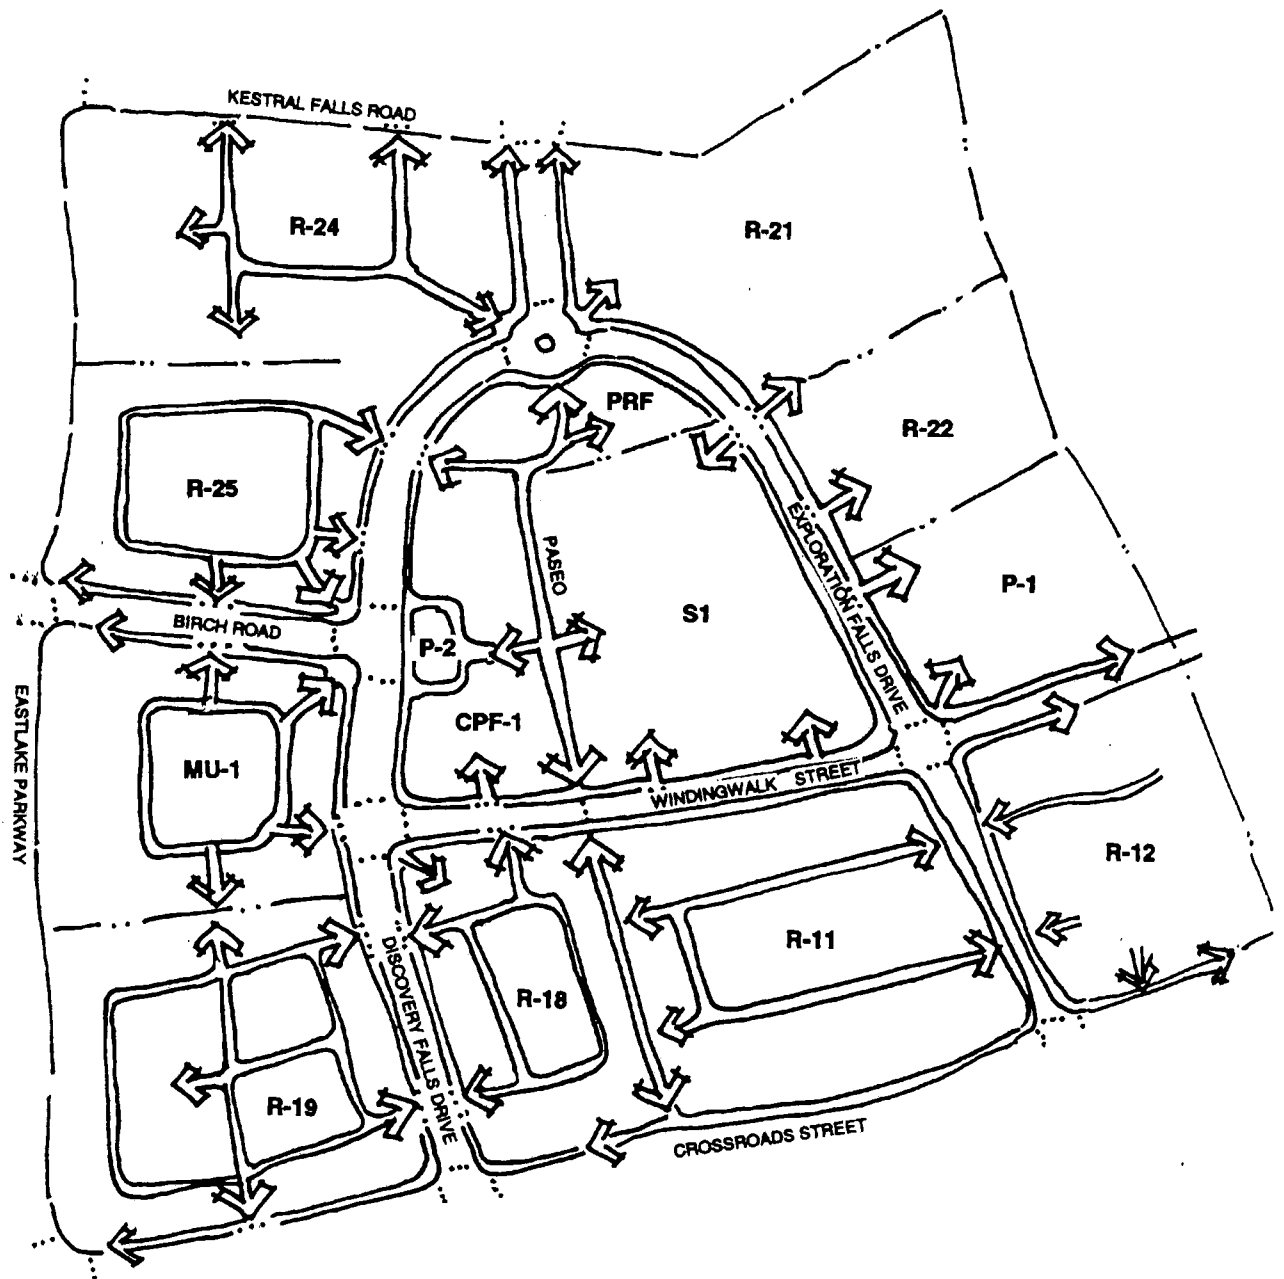 KESTRAL FALLS ROAD
R-24
R-21
PRF
R-22
R-25
PASEO
EXPLORATION FALLS DRIVE
P-1
S1
BIRCH ROAD
P-2
EASTLAKE PARKWAY
CPF-1
MU-1
WINDINGWALK STREET
R-12
R-11
DISCOVERY FALLS DRIVE
R-18
R-19
CROSSROADS STREET